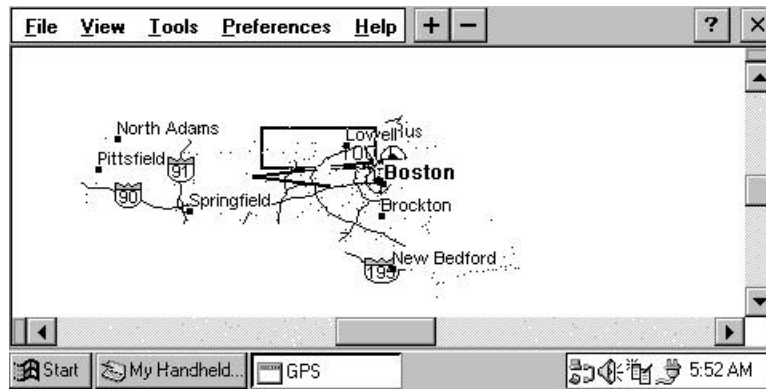 File View Tools Preferences Help + − ? ×
North Adams
Lowell
Pittsfield
91
Boston
90
Springfield
Brockton
New Bedford
195
Start My Handheld... GPS 5:52 AM